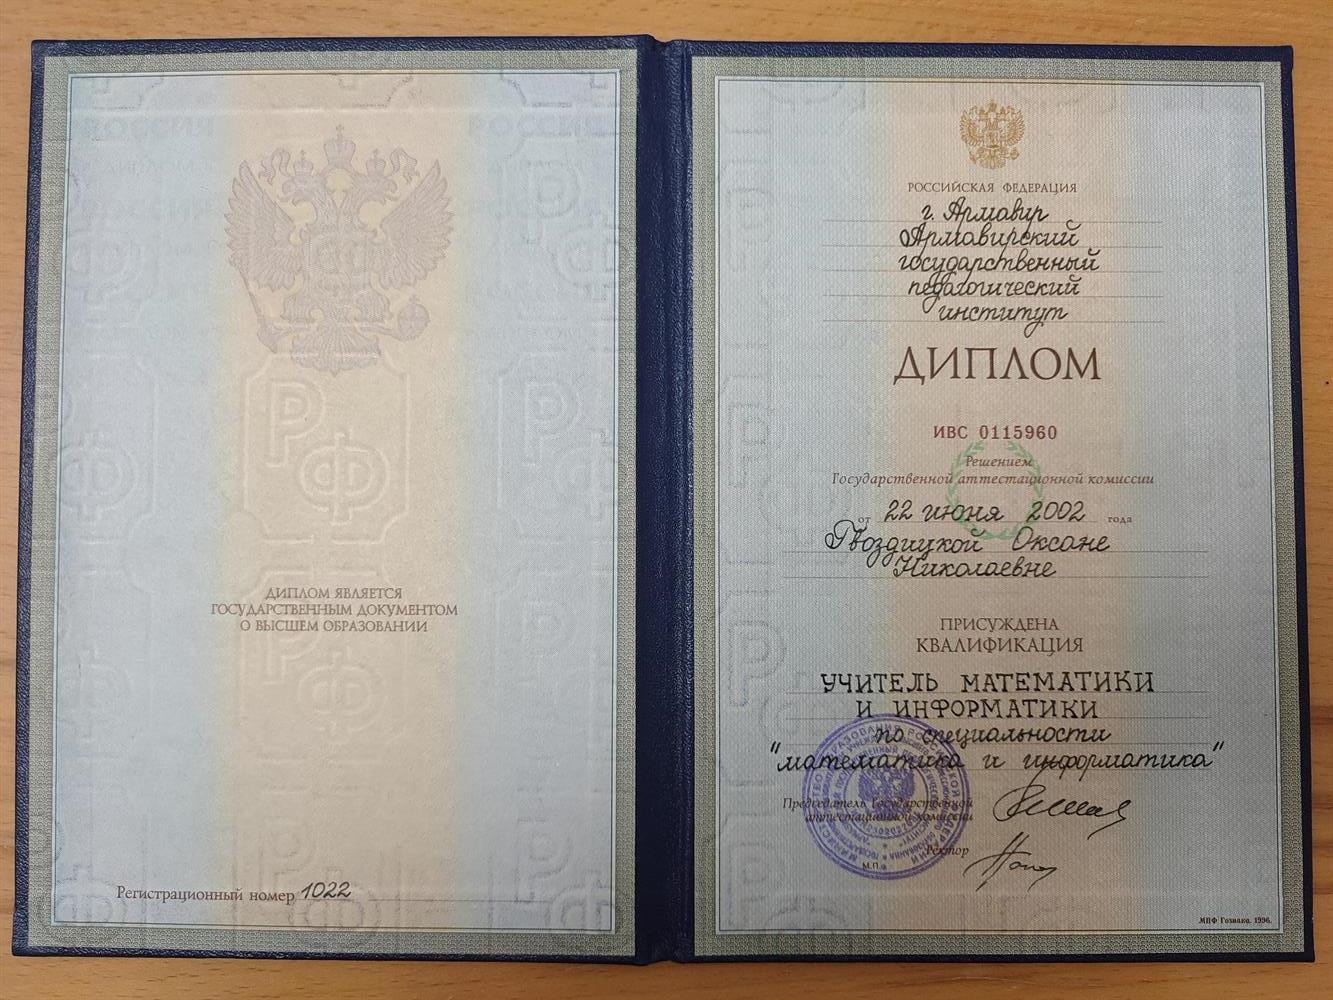 ДИПЛОМ ЯВЛЯЕТСЯ
ГОСУДАРСТВЕННЫМ ДОКУМЕНТОМ
О ВЫСШЕМ ОБРАЗОВАНИИ
Регистрационный номер 1022
РОССИЙСКАЯ ФЕДЕРАЦИЯ
г. Армавир
Армавирский
государственный
педагогический
институт
ДИПЛОМ
ИВС 0115960
Решением
Государственной аттестационной комиссии
от 22 июня 2002 года
Гвоздицкой Оксане
Николаевне
ПРИСУЖДЕНА
КВАЛИФИКАЦИЯ
УЧИТЕЛЬ МАТЕМАТИКИ
И ИНФОРМАТИКИ
по специальности
"математика и информатика"
Председатель Государственной
аттестационной комиссии
Ректор
М.П.
МПФ Гознака. 1996.